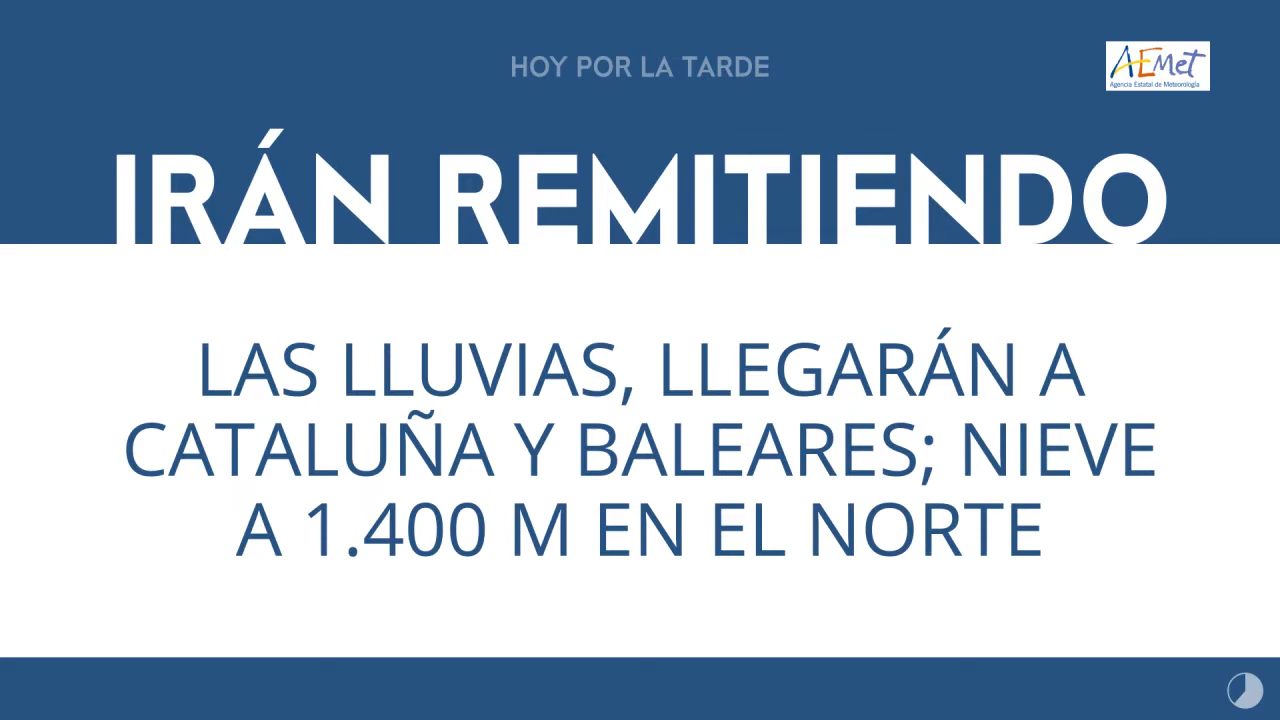 HOY POR LA TARDE
AEMet
Agencia Estatal de Meteorología
IRÁN REMITIENDO
LAS LLUVIAS, LLEGARÁN A
CATALUÑA Y BALEARES; NIEVE
A 1.400 M EN EL NORTE